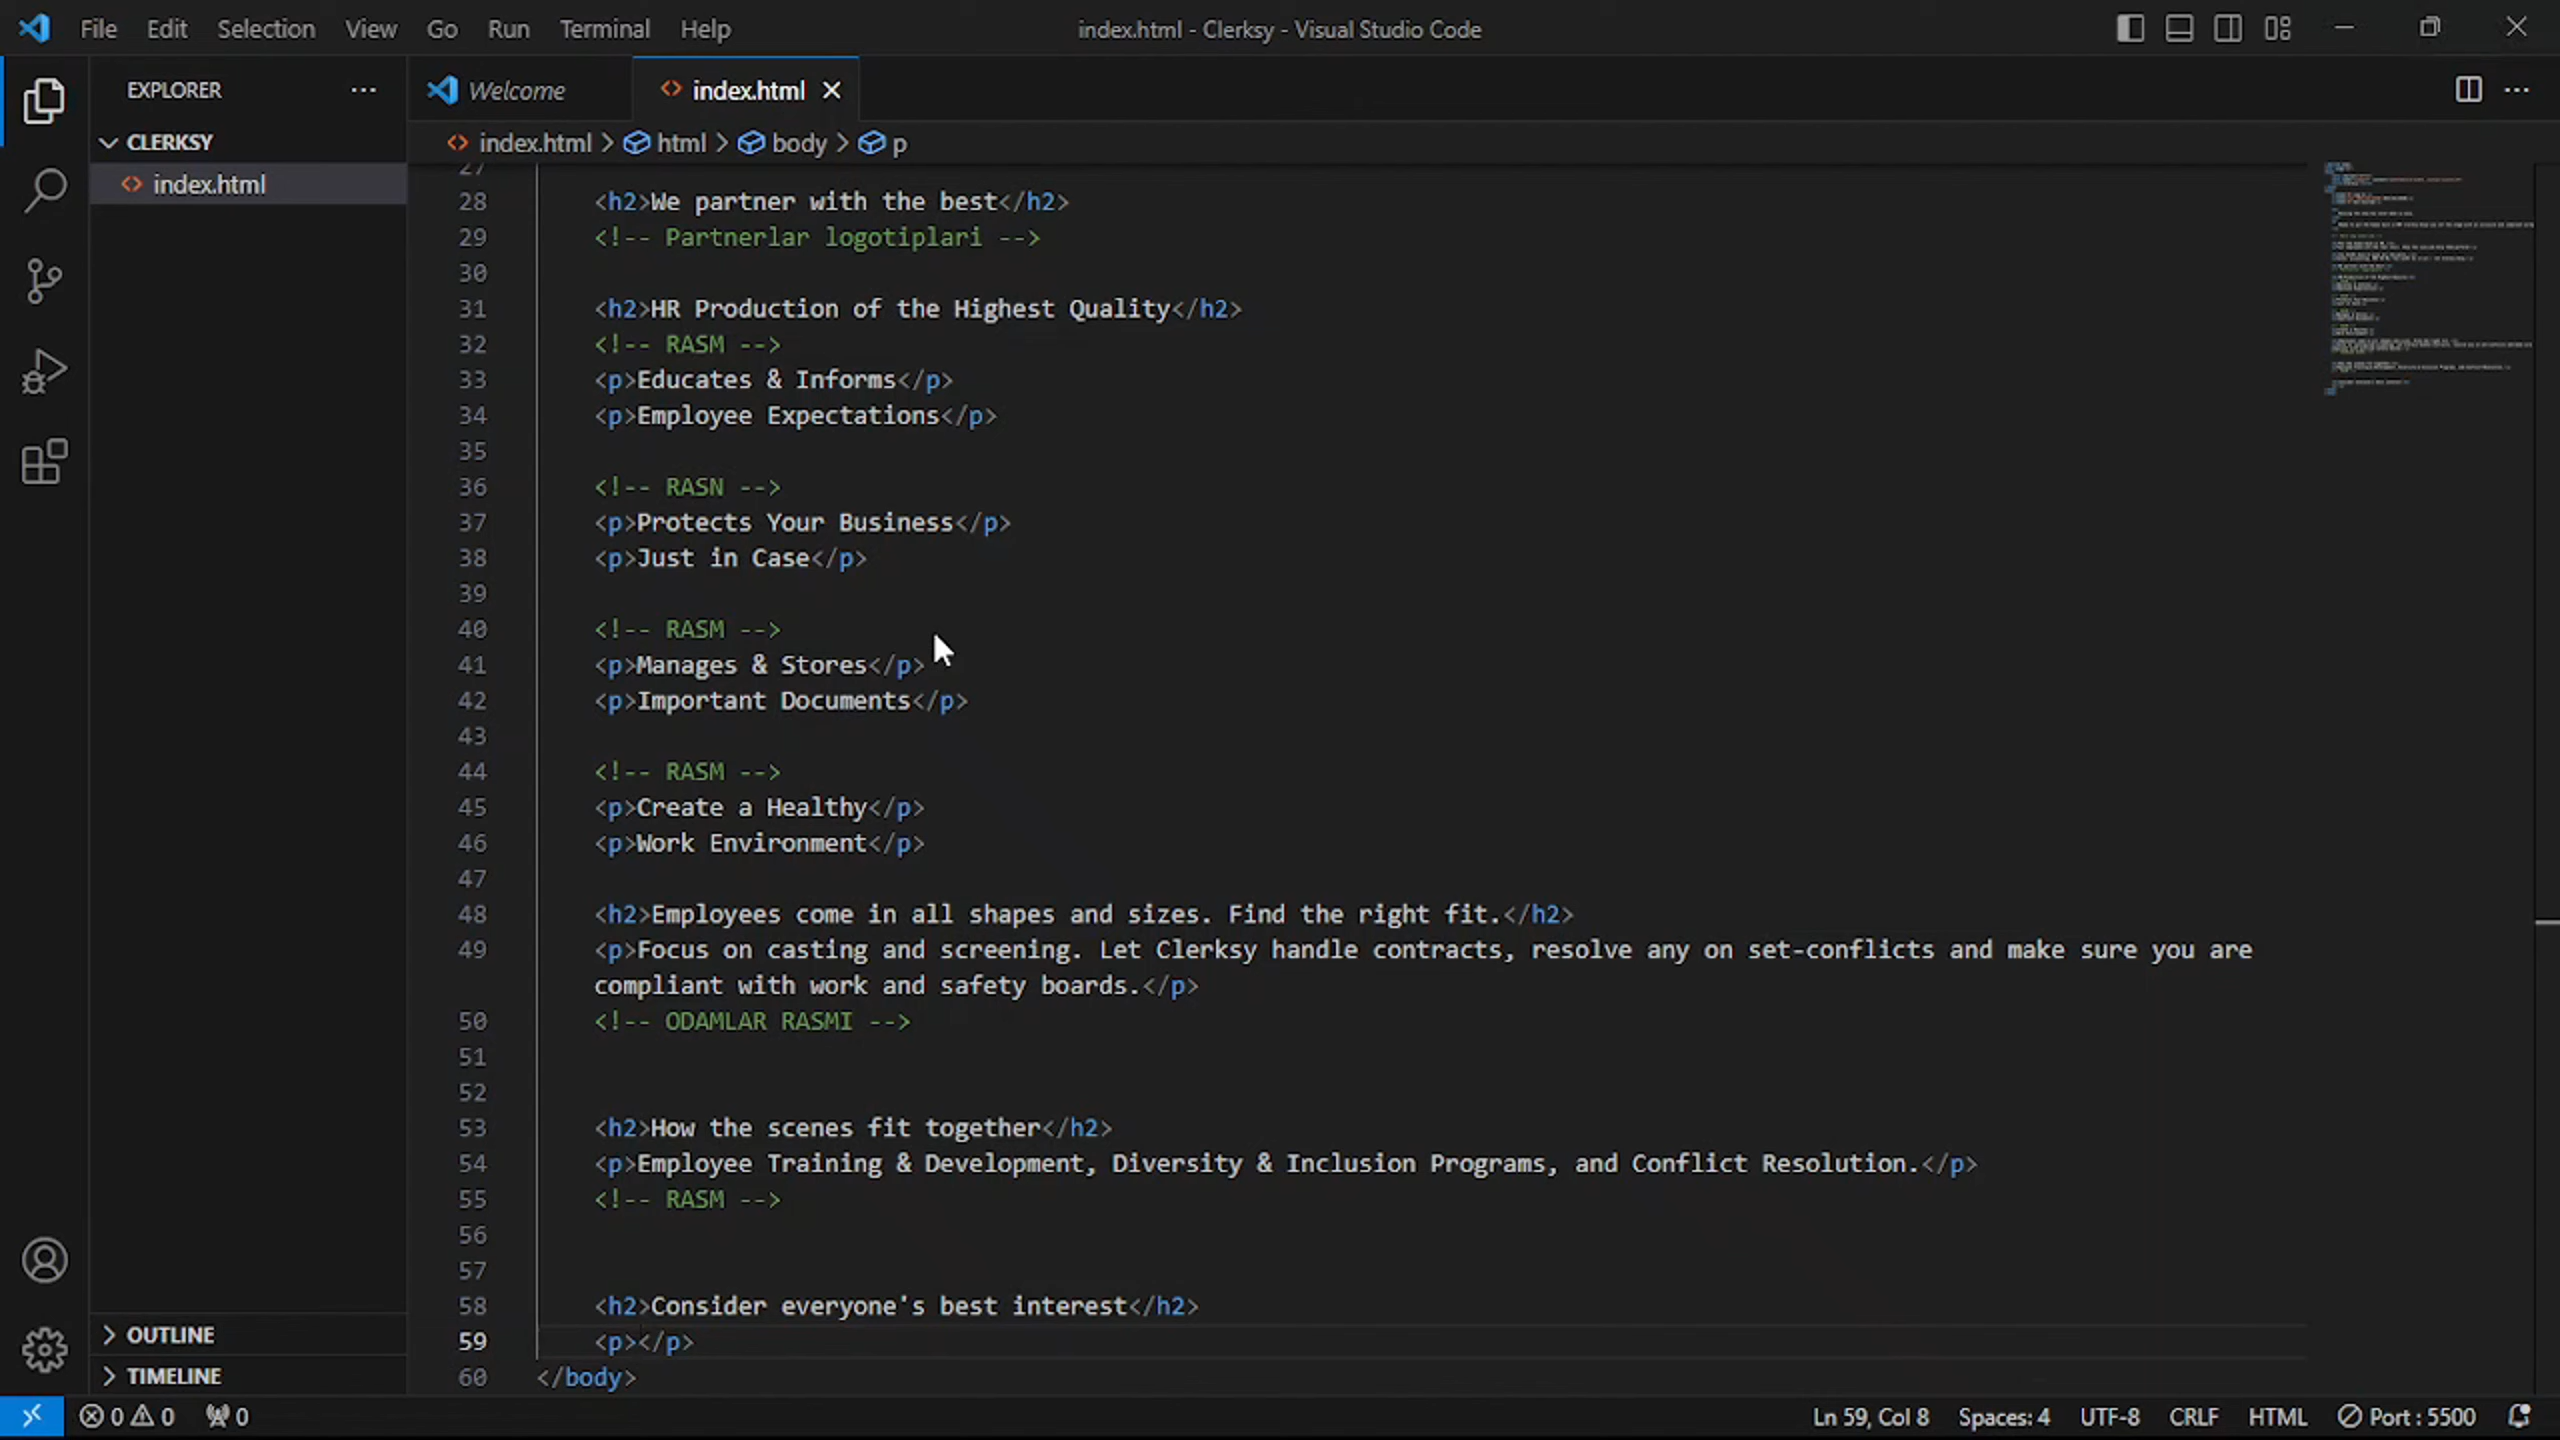 File Edit Selection View Go Run Terminal Help index.html - Clerksy - Visual Studio Code
EXPLORER ··· Welcome index.html
CLERKSY index.html > html > body > p
index.html
27
28 <h2>We partner with the best</h2>
29 <!-- Partnerlar logotiplari -->
30
31 <h2>HR Production of the Highest Quality</h2>
32 <!-- RASM -->
33 <p>Educates & Informs</p>
34 <p>Employee Expectations</p>
35
36 <!-- RASN -->
37 <p>Protects Your Business</p>
38 <p>Just in Case</p>
39
40 <!-- RASM -->
41 <p>Manages & Stores</p>
42 <p>Important Documents</p>
43
44 <!-- RASM -->
45 <p>Create a Healthy</p>
46 <p>Work Environment</p>
47
48 <h2>Employees come in all shapes and sizes. Find the right fit.</h2>
49 <p>Focus on casting and screening. Let Clerksy handle contracts, resolve any on set-conflicts and make sure you are
compliant with work and safety boards.</p>
50 <!-- ODAMLAR RASMI -->
51
52
53 <h2>How the scenes fit together</h2>
54 <p>Employee Training & Development, Diversity & Inclusion Programs, and Conflict Resolution.</p>
55 <!-- RASM -->
56
57
58 <h2>Consider everyone's best interest</h2>
59 <p></p>
60 </body>
OUTLINE
TIMELINE
0 0 0 Ln 59, Col 8 Spaces: 4 UTF-8 CRLF HTML Port : 5500